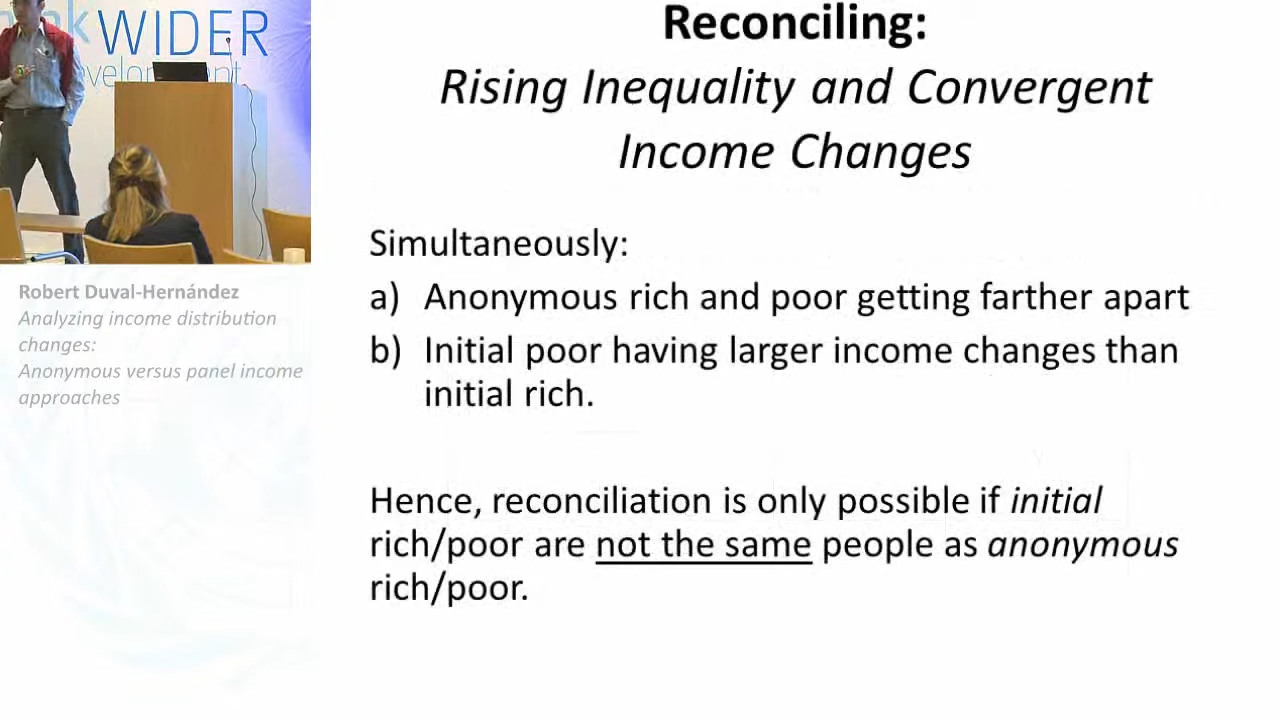 WIDER
Reconciling:
Rising Inequality and Convergent
Income Changes
Simultaneously:
a) Anonymous rich and poor getting farther apart
b) Initial poor having larger income changes than
initial rich.
Hence, reconciliation is only possible if initial
rich/poor are not the same people as anonymous
rich/poor.
Robert Duval-Hernández
Analyzing income distribution
changes:
Anonymous versus panel income
approaches